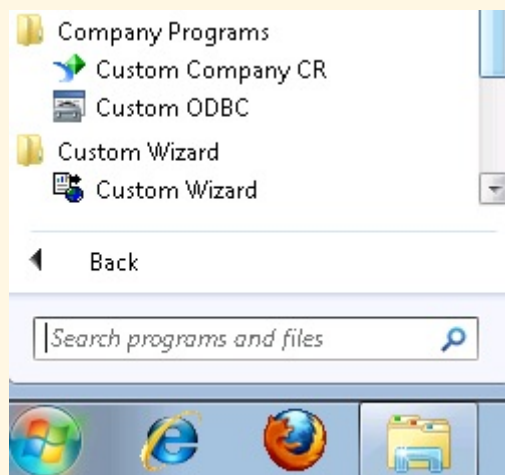 Company Programs
Custom Company CR
Custom ODBC
Custom Wizard
Custom Wizard
Back
Search programs and files